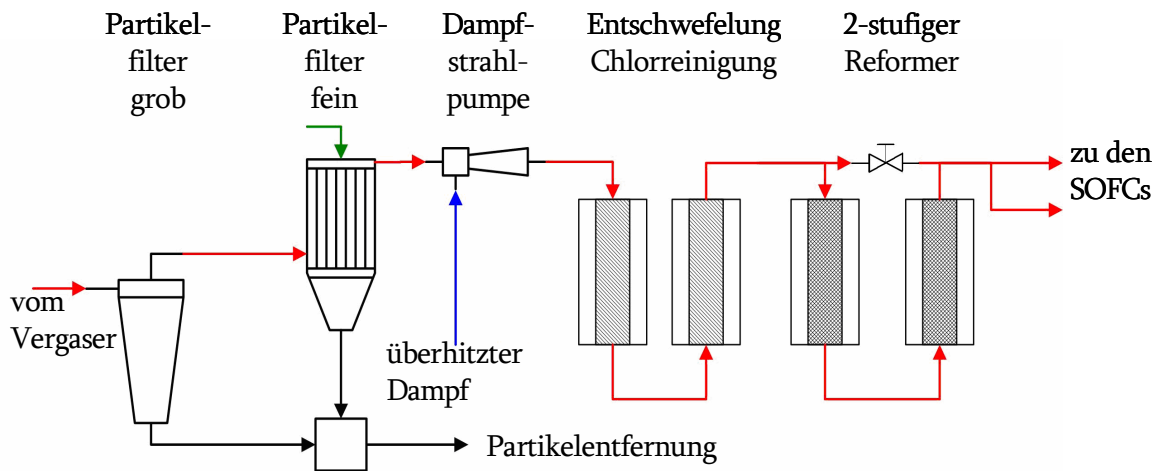 Partikel-
filter
grob
Partikel-
filter
fein
Dampf-
strahl-
pumpe
Entschwefelung
Chlorreinigung
2-stufiger
Reformer
zu den
SOFCs
vom
Vergaser
überhitzter
Dampf
Partikelentfernung